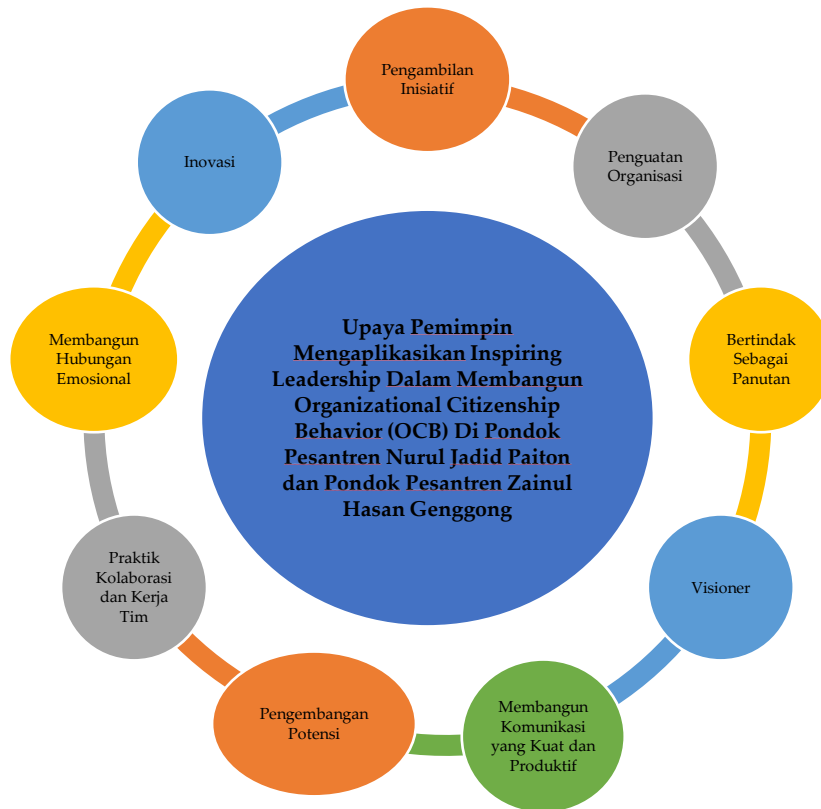 Pengambilan
Inisiatif
Penguatan
Organisasi
Bertindak
Sebagai
Panutan
Visioner
Membangun
Komunikasi
yang Kuat dan
Produktif
Pengembangan
Potensi
Praktik
Kolaborasi
dan Kerja
Tim
Membangun
Hubungan
Emosional
Inovasi
Upaya Pemimpin
Mengaplikasikan Inspiring
Leadership Dalam Membangun
Organizational Citizenship
Behavior (OCB) Di Pondok
Pesantren Nurul Jadid Paiton
dan Pondok Pesantren Zainul
Hasan Genggong